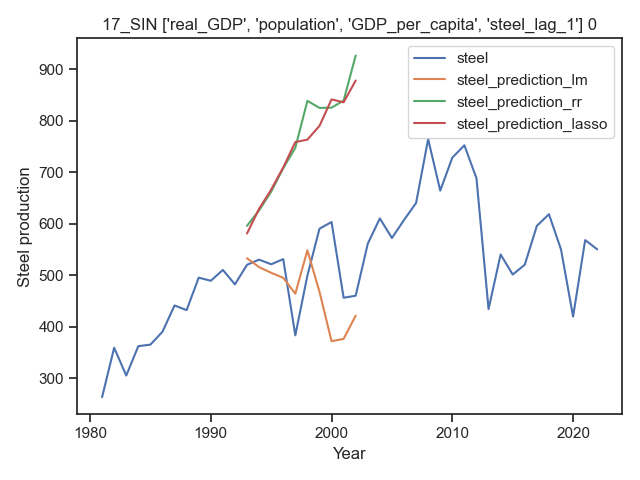 17_SIN ['real_GDP', 'population', 'GDP_per_capita', 'steel_lag_1'] 0
steel
steel_prediction_lm
steel_prediction_rr
steel_prediction_lasso
Steel production
900
800
700
600
500
400
300
1980
1990
2000
2010
2020
Year